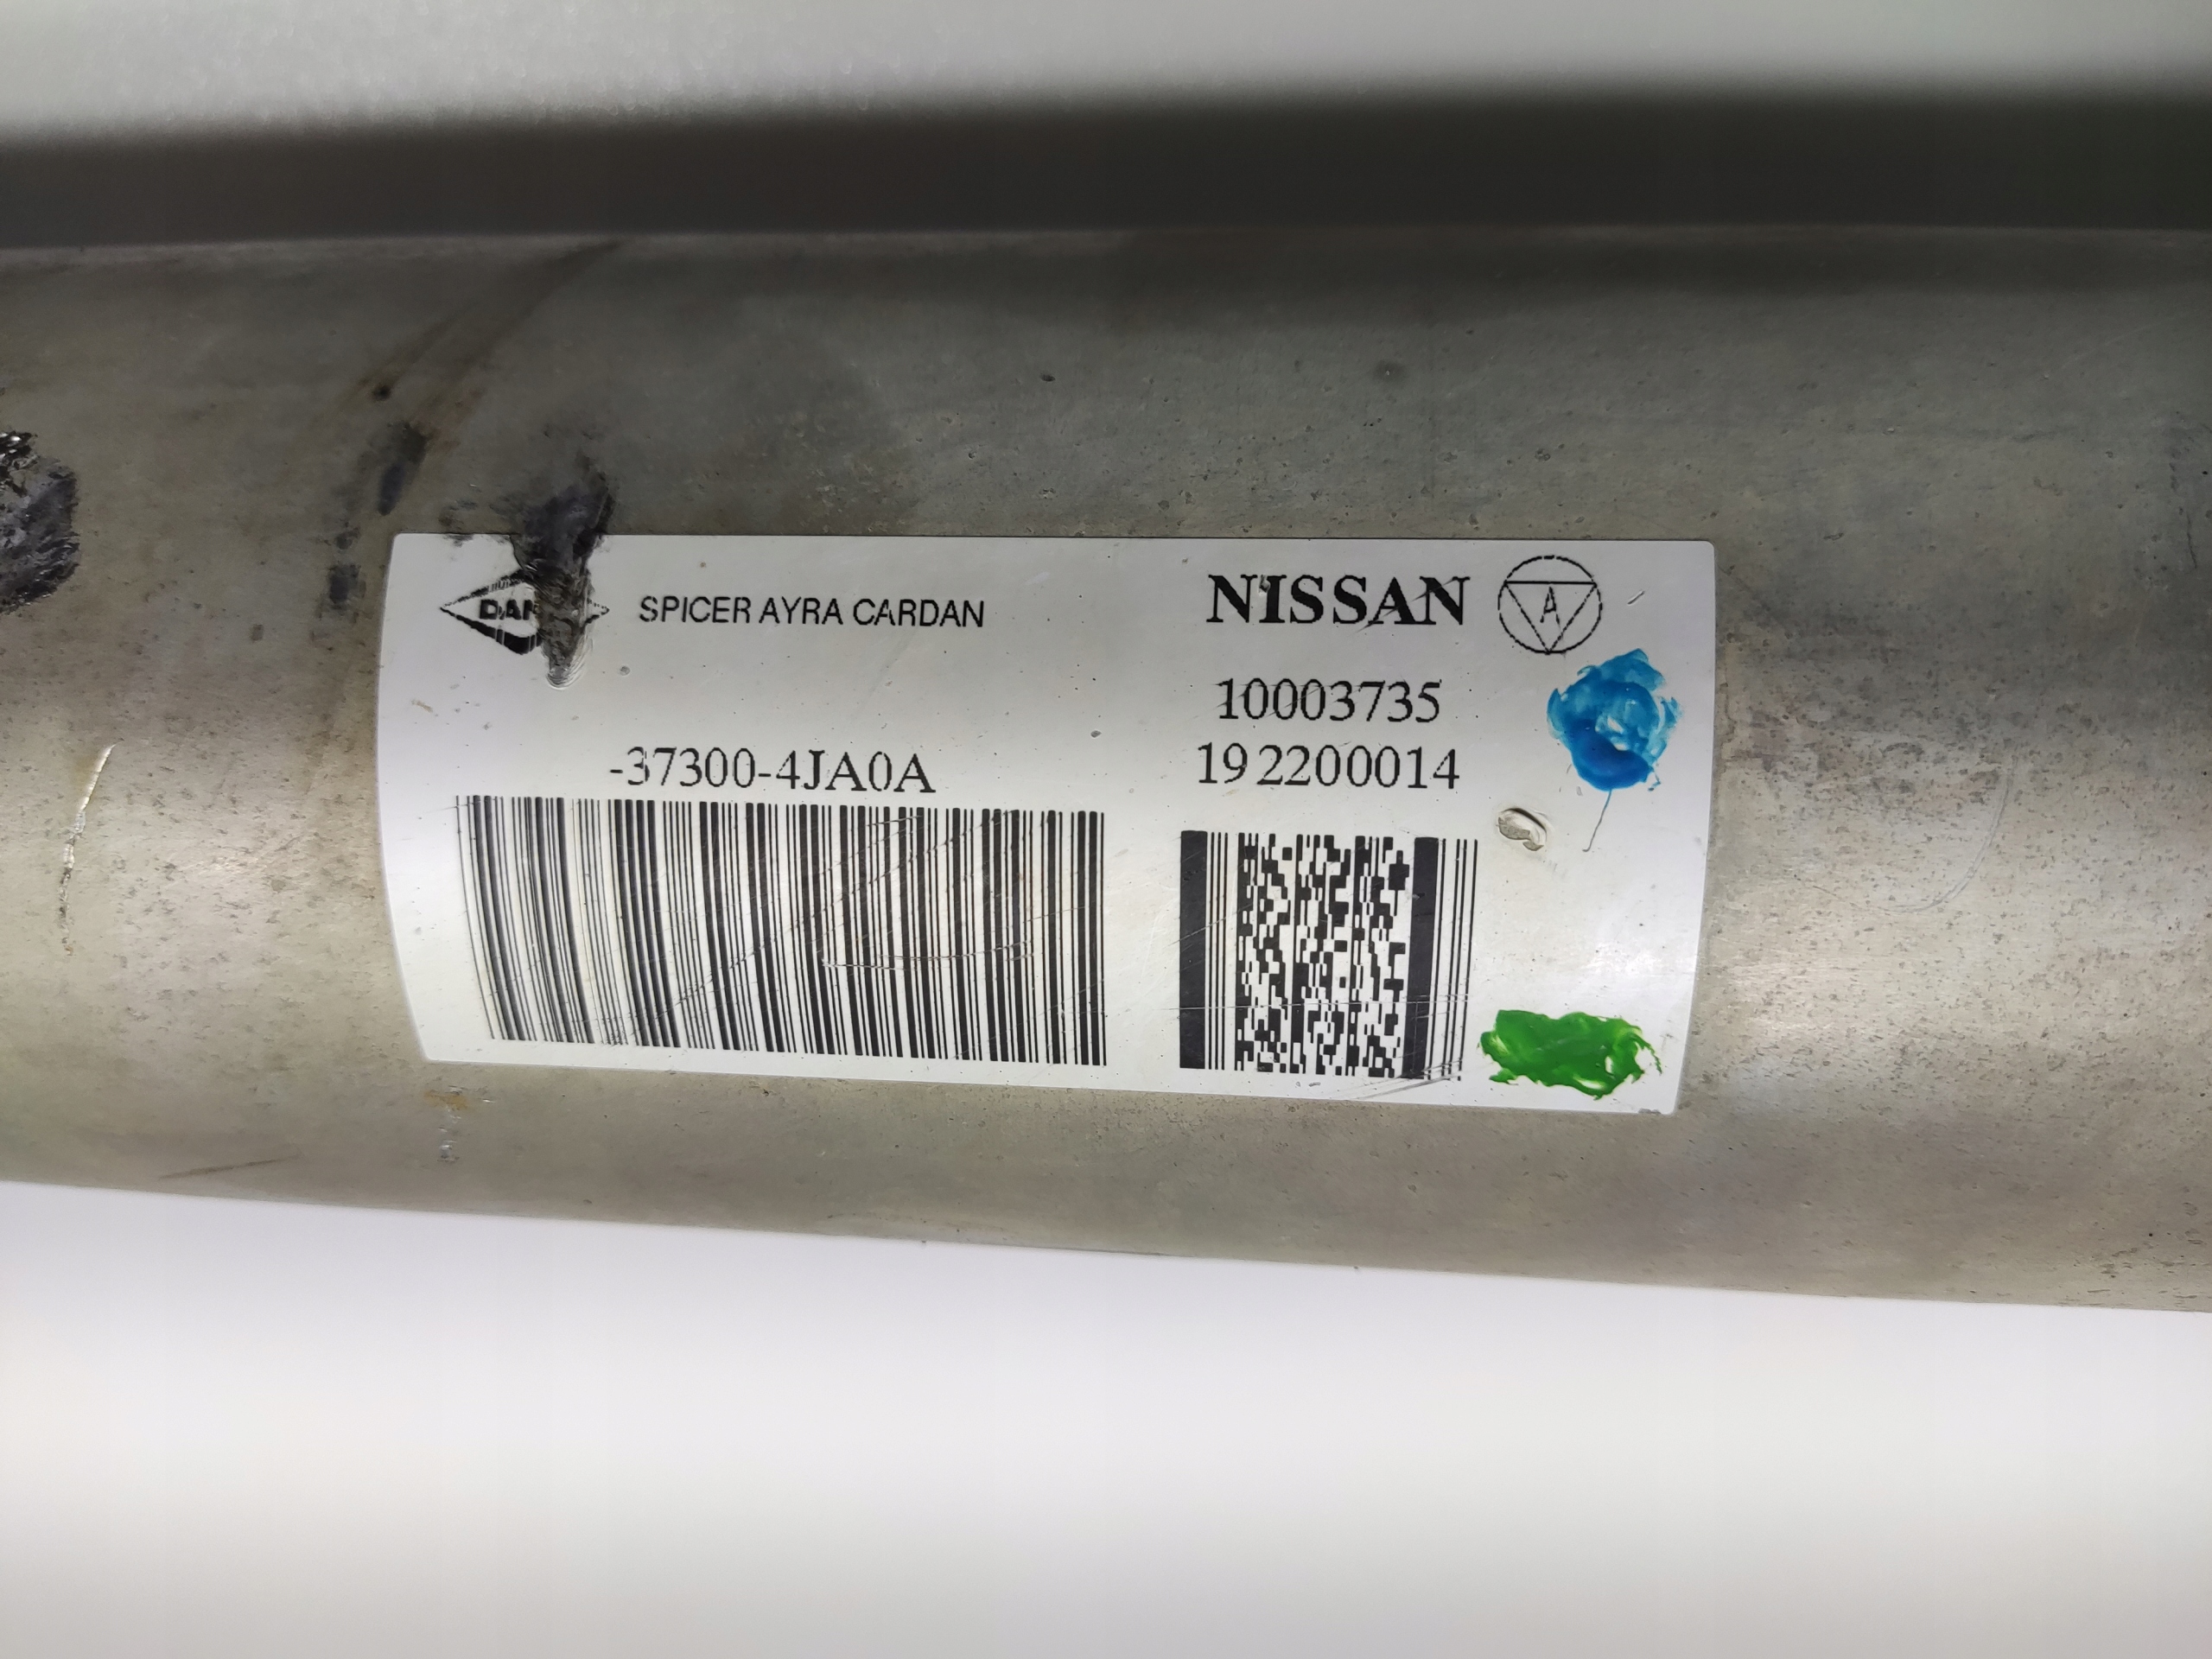 SPICER AYRA CARDAN
NISSAN A
10003735
-37300-4JA0A
192200014